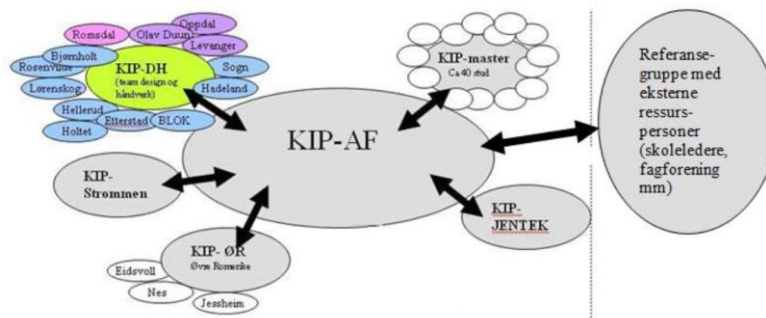 Oppdal
Romsdal
Olav Duun
Levanger
Bjørnholt
Rosenvilde
KIP-DH
(team design og
håndverk)
Sogn
Lørenskog
Hadeland
Hellerud
Etterstad
BLOK
Holtet
KIP-master
Ca 40 stud
KIP-AF
Referanse-
gruppe med
eksterne
ressurs-
personer
(skoleledere,
fagforening
mm)
KIP-
Strømmen
KIP-
JENTEK
KIP- ØR
Øvre Romerike
Eidsvoll
Nes
Jessheim